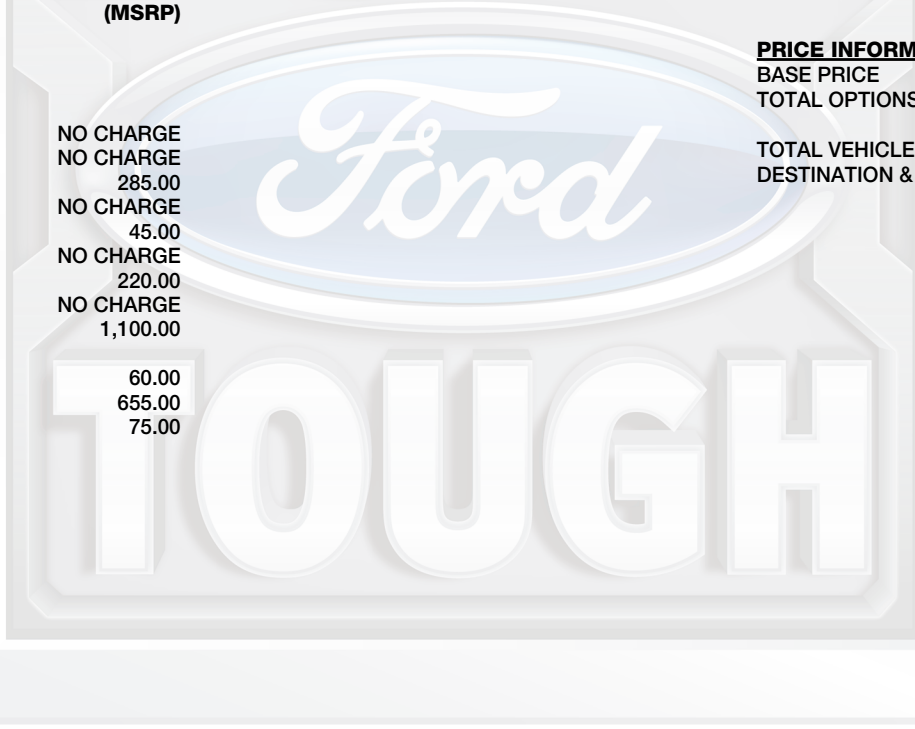 (MSRP)
NO CHARGE
NO CHARGE
285.00
NO CHARGE
45.00
NO CHARGE
220.00
NO CHARGE
1,100.00
60.00
655.00
75.00
PRICE INFORM
BASE PRICE
TOTAL OPTIONS
TOTAL VEHICLE
DESTINATION &
Ford
TOUGH